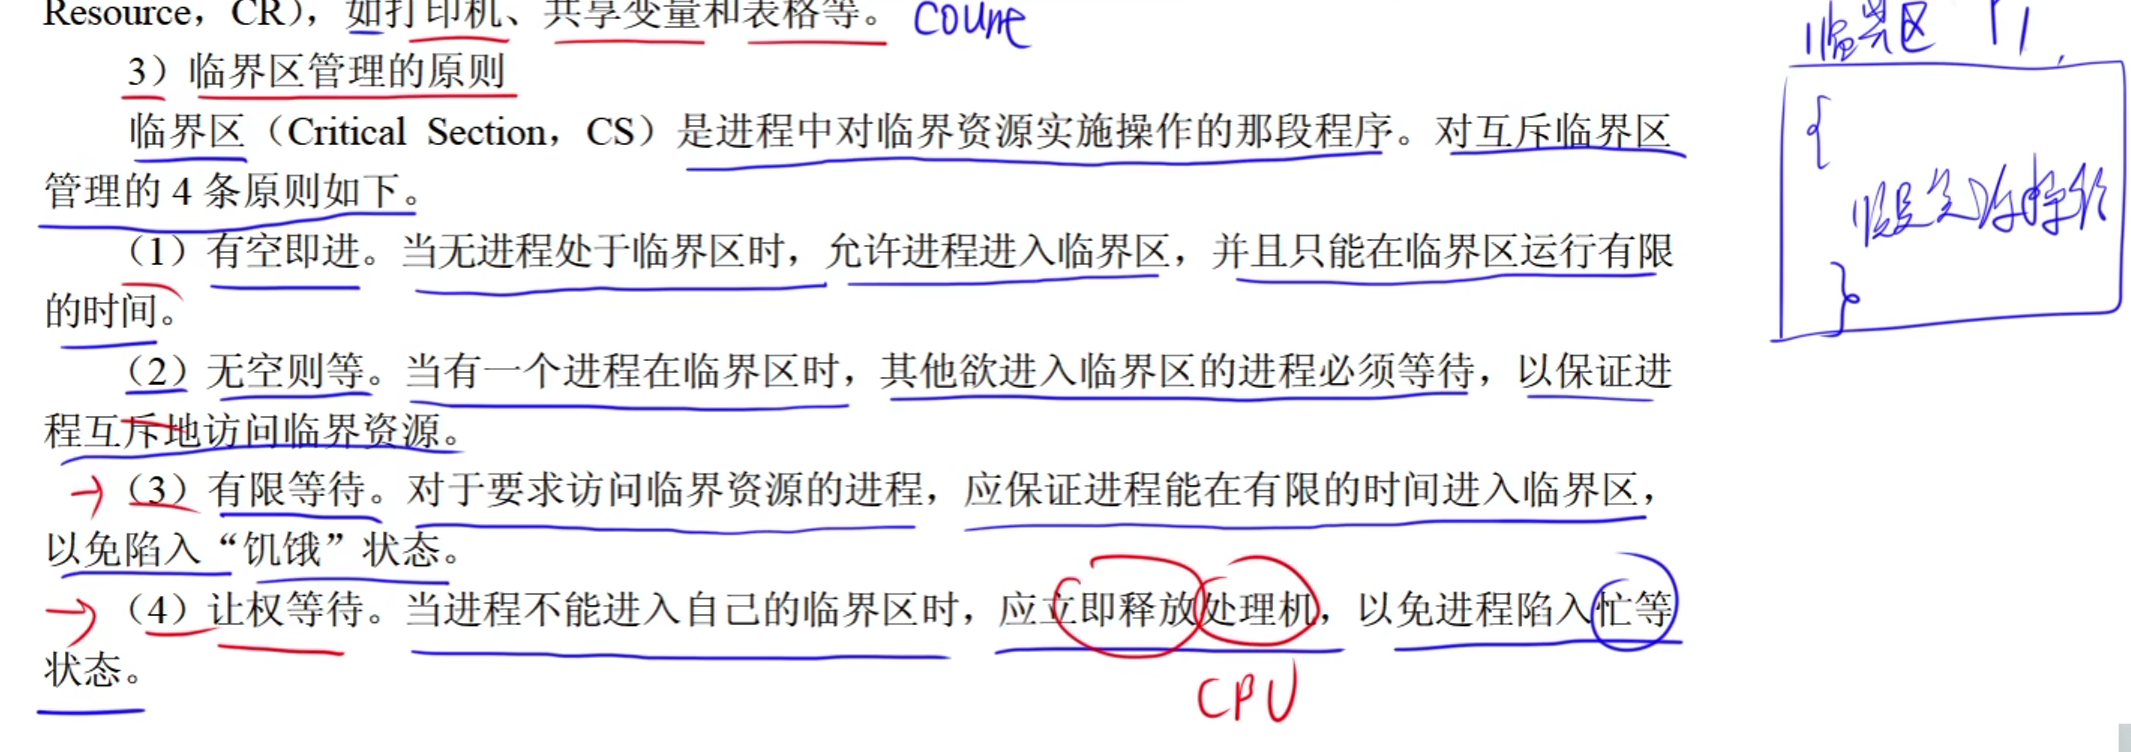 Resource，CR），如打印机、共享变量和表格等。 count
临界区
3）临界区管理的原则
{
临界区（Critical Section，CS）是进程中对临界资源实施操作的那段程序。对互斥临界区
管理的 4 条原则如下。
（1）有空即进。当无进程处于临界区时，允许进程进入临界区，并且只能在临界区运行有限
}
的时间。
（2）无空则等。当有一个进程在临界区时，其他欲进入临界区的进程必须等待，以保证进
程互斥地访问临界资源。
（3）有限等待。对于要求访问临界资源的进程，应保证进程能在有限的时间进入临界区，
以免陷入“饥饿”状态。
（4）让权等待。当进程不能进入自己的临界区时，应立即释放处理机，以免进程陷入忙等
状态。
CPU